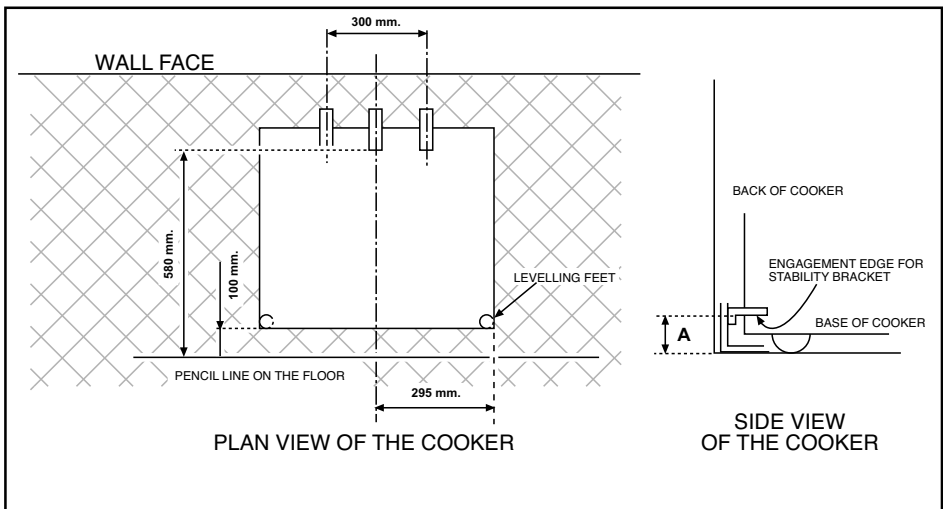 300 mm.
WALL FACE
580 mm.
100 mm.
LEVELLING FEET
PENCIL LINE ON THE FLOOR
295 mm.
PLAN VIEW OF THE COOKER
BACK OF COOKER
ENGAGEMENT EDGE FOR
STABILITY BRACKET
BASE OF COOKER
A
SIDE VIEW
OF THE COOKER